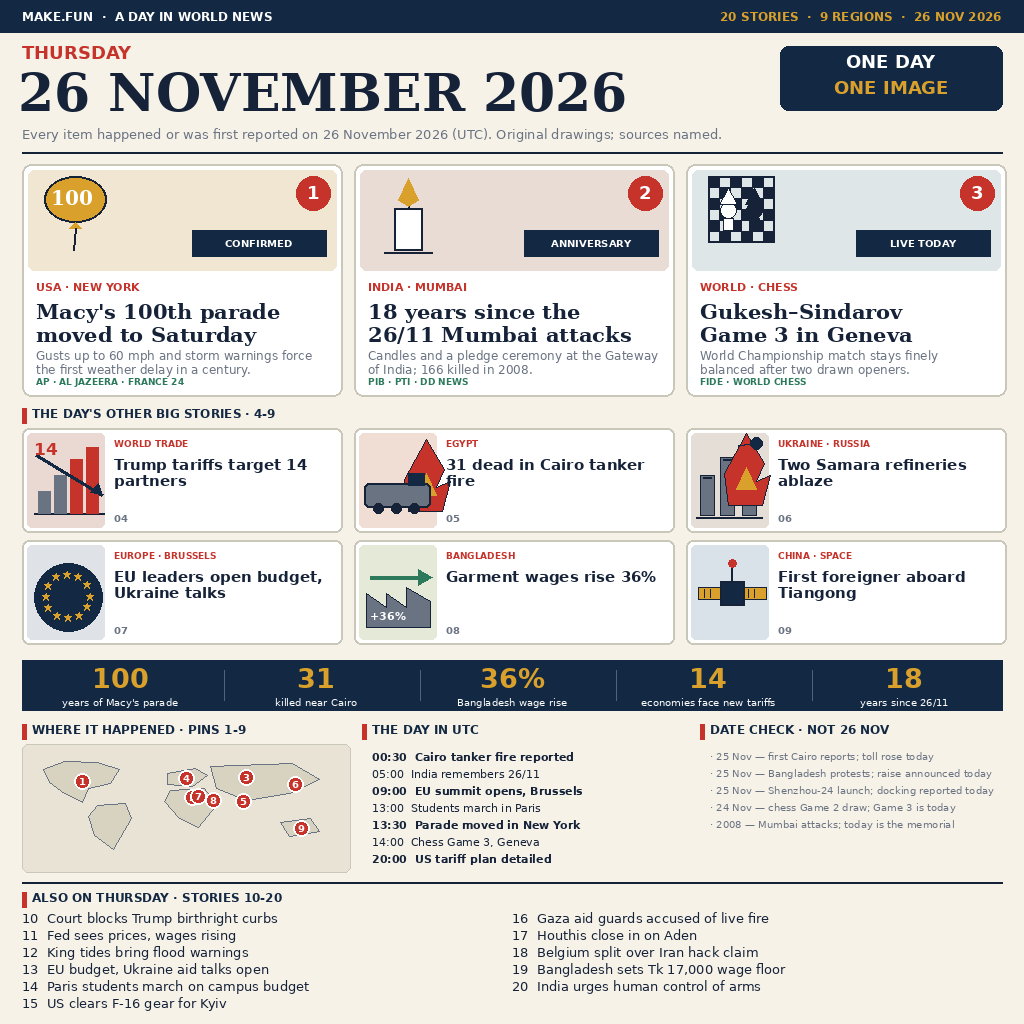 MAKE.FUN · A DAY IN WORLD NEWS
20 STORIES · 9 REGIONS · 26 NOV 2026
THURSDAY
26 NOVEMBER 2026
ONE DAY
ONE IMAGE
Every item happened or was first reported on 26 November 2026 (UTC). Original drawings; sources named.
100
1
CONFIRMED
USA · NEW YORK
Macy's 100th parade
moved to Saturday
Gusts up to 60 mph and storm warnings force
the first weather delay in a century.
AP · AL JAZEERA · FRANCE 24
2
ANNIVERSARY
INDIA · MUMBAI
18 years since the
26/11 Mumbai attacks
Candles and a pledge ceremony at the Gateway
of India; 166 killed in 2008.
PIB · PTI · DD NEWS
3
LIVE TODAY
WORLD · CHESS
Gukesh–Sindarov
Game 3 in Geneva
World Championship match stays finely
balanced after two drawn openers.
FIDE · WORLD CHESS
THE DAY'S OTHER BIG STORIES · 4-9
14
WORLD TRADE
Trump tariffs target 14
partners
04
EGYPT
31 dead in Cairo tanker
fire
05
UKRAINE · RUSSIA
Two Samara refineries
ablaze
06
EUROPE · BRUSSELS
EU leaders open budget,
Ukraine talks
07
+36%
BANGLADESH
Garment wages rise 36%
08
CHINA · SPACE
First foreigner aboard
Tiangong
09
100
years of Macy's parade
31
killed near Cairo
36%
Bangladesh wage rise
14
economies face new tariffs
18
years since 26/11
WHERE IT HAPPENED · PINS 1-9
1
4
3
6
7
8
5
9
THE DAY IN UTC
00:30 Cairo tanker fire reported
05:00 India remembers 26/11
09:00 EU summit opens, Brussels
13:00 Students march in Paris
13:30 Parade moved in New York
14:00 Chess Game 3, Geneva
20:00 US tariff plan detailed
DATE CHECK · NOT 26 NOV
· 25 Nov — first Cairo reports; toll rose today
· 25 Nov — Bangladesh protests; raise announced today
· 25 Nov — Shenzhou-24 launch; docking reported today
· 24 Nov — chess Game 2 draw; Game 3 is today
· 2008 — Mumbai attacks; today is the memorial
ALSO ON THURSDAY · STORIES 10-20
10 Court blocks Trump birthright curbs
11 Fed sees prices, wages rising
12 King tides bring flood warnings
13 EU budget, Ukraine aid talks open
14 Paris students march on campus budget
15 US clears F-16 gear for Kyiv
16 Gaza aid guards accused of live fire
17 Houthis close in on Aden
18 Belgium split over Iran hack claim
19 Bangladesh sets Tk 17,000 wage floor
20 India urges human control of arms